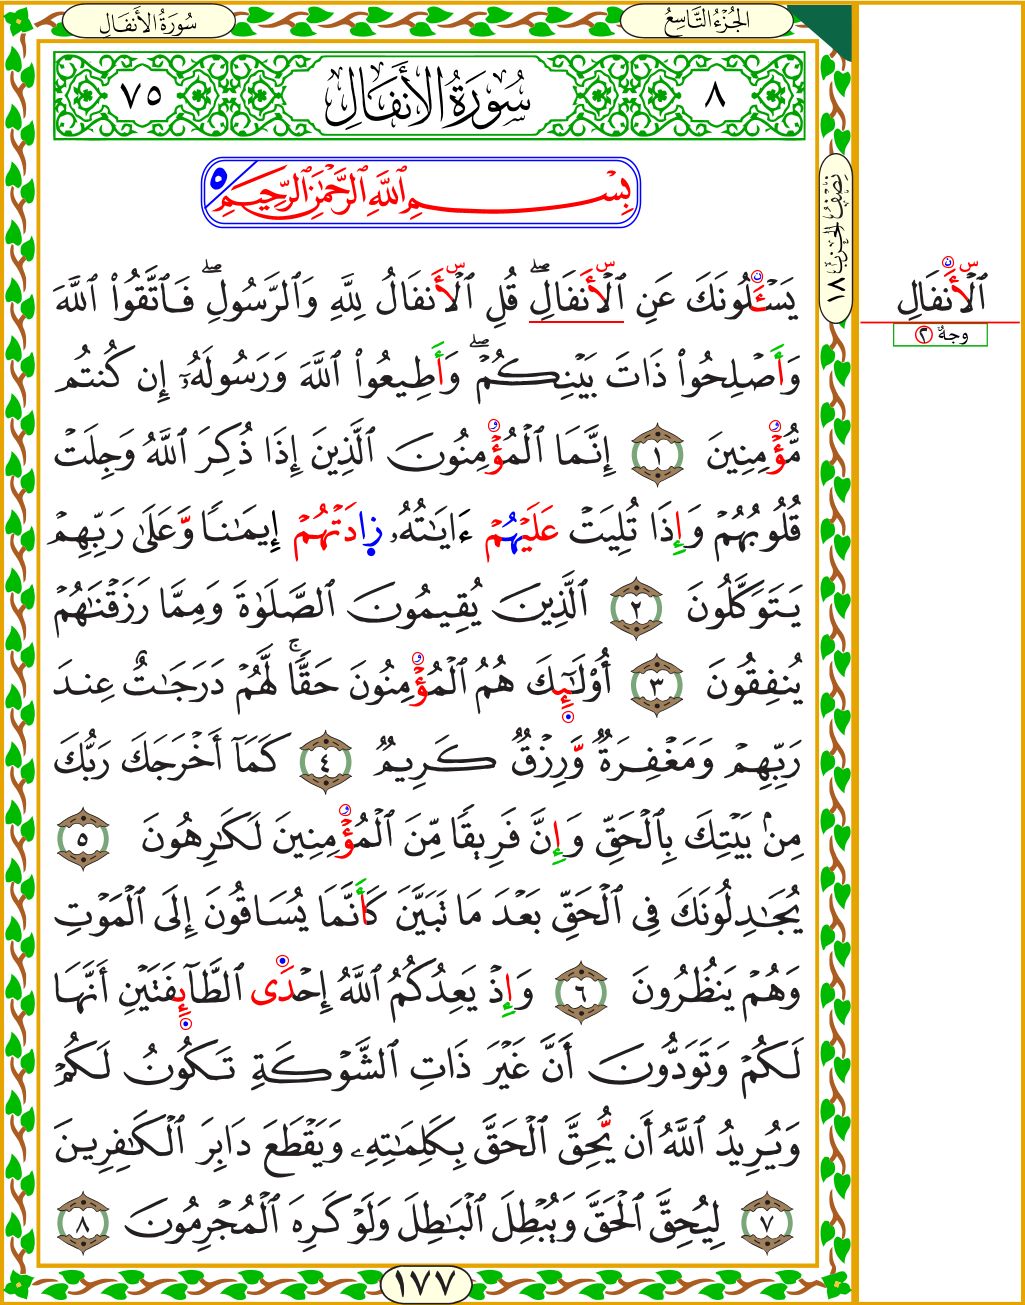 الجُزْءُ التَّاسِعُ
سُورَةُ الأَنفَالِ
٨
سُورَةُ الأَنفَالِ
٧٥
بِسْمِ ٱللَّهِ ٱلرَّحْمَٰنِ ٱلرَّحِيمِ ٥
نِصْفُ الحِزْبِ ١٨
يَسْـَٔلُونَكَ عَنِ ٱلْأَنفَالِۖ قُلِ ٱلْأَنفَالُ لِلَّهِ وَٱلرَّسُولِۖ فَٱتَّقُوا۟ ٱللَّهَ
وَأَصْلِحُوا۟ ذَاتَ بَيْنِكُمْۖ وَأَطِيعُوا۟ ٱللَّهَ وَرَسُولَهُۥٓ إِن كُنتُم
مُّؤْمِنِينَ ١ إِنَّمَا ٱلْمُؤْمِنُونَ ٱلَّذِينَ إِذَا ذُكِرَ ٱللَّهُ وَجِلَتْ
قُلُوبُهُمْ وَإِذَا تُلِيَتْ عَلَيْهِمْ ءَايَٰتُهُۥ زَادَتْهُمْ إِيمَٰنًا وَعَلَىٰ رَبِّهِمْ
يَتَوَكَّلُونَ ٢ ٱلَّذِينَ يُقِيمُونَ ٱلصَّلَوٰةَ وَمِمَّا رَزَقْنَٰهُمْ
يُنفِقُونَ ٣ أُو۟لَٰٓئِكَ هُمُ ٱلْمُؤْمِنُونَ حَقًّاۚ لَّهُمْ دَرَجَٰتٌ عِندَ
رَبِّهِمْ وَمَغْفِرَةٌ وَرِزْقٌ كَرِيمٌ ٤ كَمَآ أَخْرَجَكَ رَبُّكَ
مِنۢ بَيْتِكَ بِٱلْحَقِّ وَإِنَّ فَرِيقًا مِّنَ ٱلْمُؤْمِنِينَ لَكَٰرِهُونَ ٥
يُجَٰدِلُونَكَ فِى ٱلْحَقِّ بَعْدَ مَا تَبَيَّنَ كَأَنَّمَا يُسَاقُونَ إِلَى ٱلْمَوْتِ
وَهُمْ يَنظُرُونَ ٦ وَإِذْ يَعِدُكُمُ ٱللَّهُ إِحْدَى ٱلطَّآئِفَتَيْنِ أَنَّهَا
لَكُمْ وَتَوَدُّونَ أَنَّ غَيْرَ ذَاتِ ٱلشَّوْكَةِ تَكُونُ لَكُمْ
وَيُرِيدُ ٱللَّهُ أَن يُحِقَّ ٱلْحَقَّ بِكَلِمَٰتِهِۦ وَيَقْطَعَ دَابِرَ ٱلْكَٰفِرِينَ
٧ لِيُحِقَّ ٱلْحَقَّ وَيُبْطِلَ ٱلْبَٰطِلَ وَلَوْ كَرِهَ ٱلْمُجْرِمُونَ ٨
ٱلْأَنفَالِ
وجهٌ ٢
١٧٧